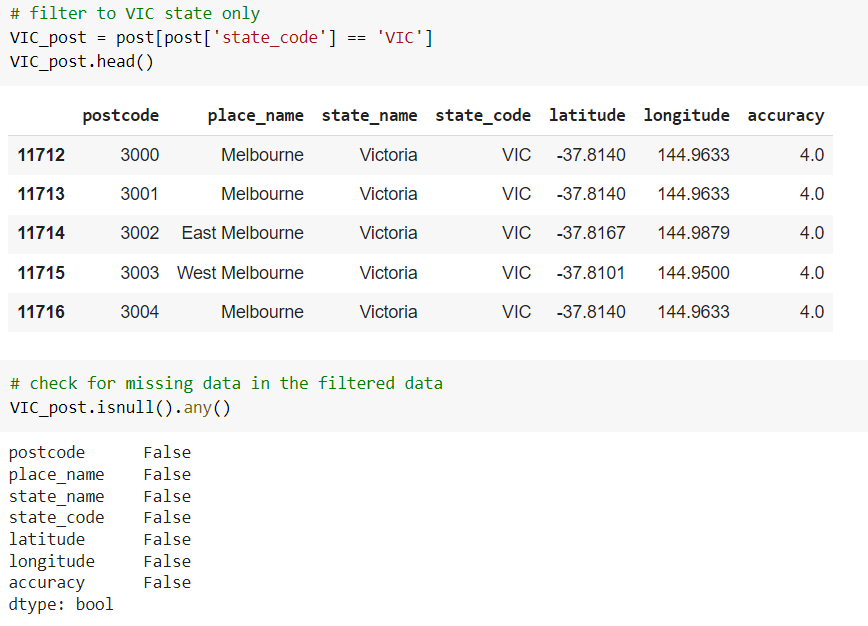 # filter to VIC state only
VIC_post = post[post['state_code'] == 'VIC']
VIC_post.head()
postcode place_name state_name state_code latitude longitude accuracy
11712 3000 Melbourne Victoria VIC -37.8140 144.9633 4.0
11713 3001 Melbourne Victoria VIC -37.8140 144.9633 4.0
11714 3002 East Melbourne Victoria VIC -37.8167 144.9879 4.0
11715 3003 West Melbourne Victoria VIC -37.8101 144.9500 4.0
11716 3004 Melbourne Victoria VIC -37.8140 144.9633 4.0
# check for missing data in the filtered data
VIC_post.isnull().any()
postcode False
place_name False
state_name False
state_code False
latitude False
longitude False
accuracy False
dtype: bool